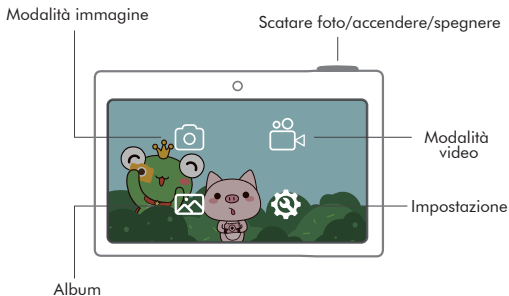 Modalità immagine
Scatare foto/accendere/spegnere
Modalità
video
Impostazione
Album